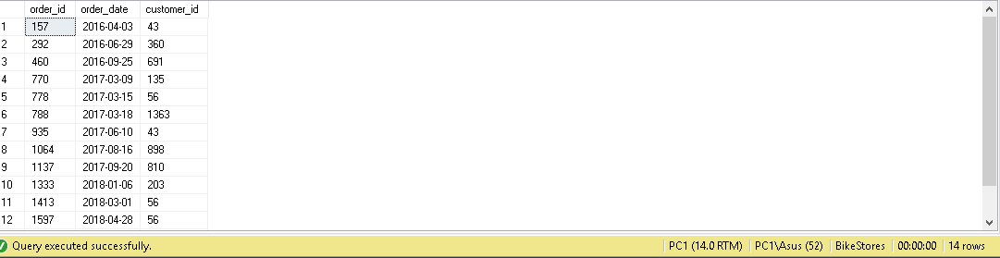 order_id order_date customer_id
1 157 2016-04-03 43
2 292 2016-06-29 360
3 460 2016-09-25 691
4 770 2017-03-09 135
5 778 2017-03-15 56
6 788 2017-03-18 1363
7 935 2017-06-10 43
8 1064 2017-08-16 898
9 1137 2017-09-20 810
10 1333 2018-01-06 203
11 1413 2018-03-01 56
12 1597 2018-04-28 56
Query executed successfully. PC1 (14.0 RTM) PC1\Asus (52) BikeStores 00:00:00 14 rows